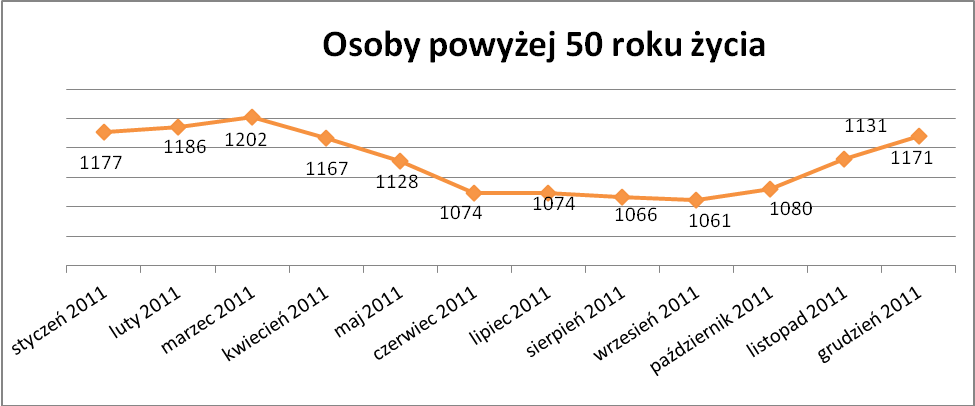 Osoby powyżej 50 roku życia
1177
1186
1202
1167
1128
1074
1074
1066
1061
1080
1131
1171
styczeń 2011
luty 2011
marzec 2011
kwiecień 2011
maj 2011
czerwiec 2011
lipiec 2011
sierpień 2011
wrzesień 2011
październik 2011
listopad 2011
grudzień 2011